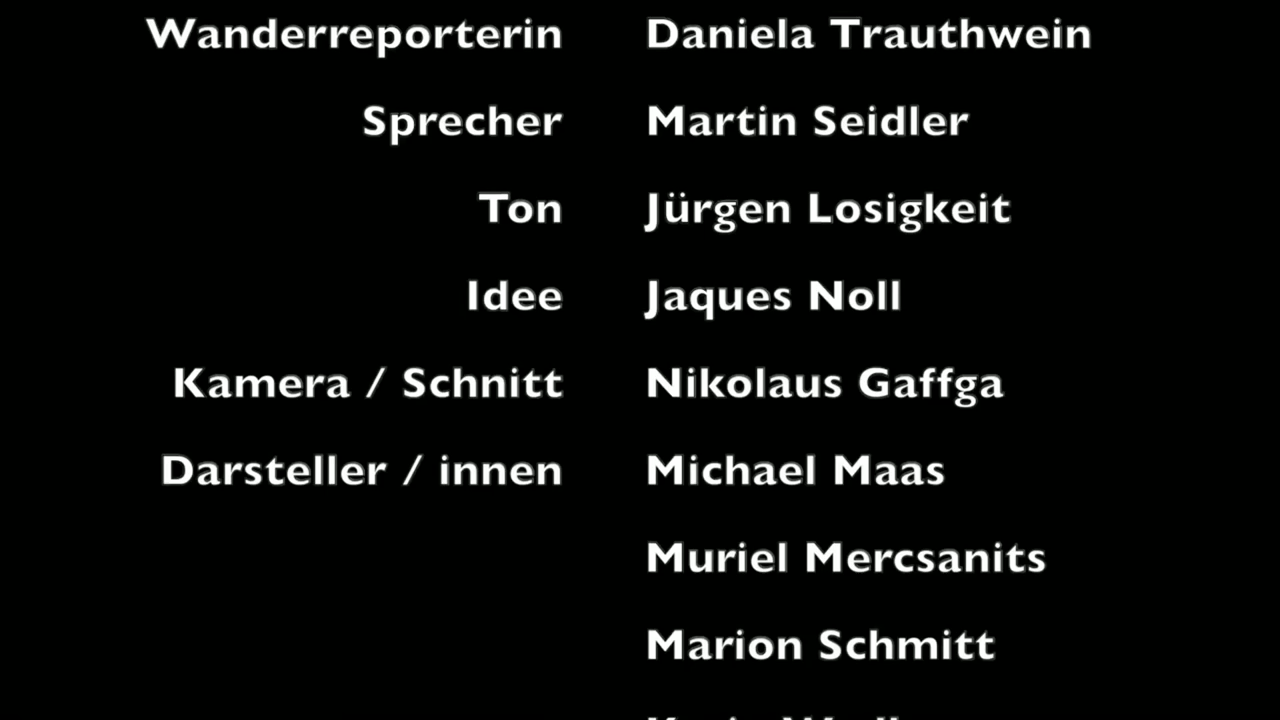 Wanderreporterin Daniela Trauthwein
Sprecher Martin Seidler
Ton Jürgen Losigkeit
Idee Jaques Noll
Kamera / Schnitt Nikolaus Gaffga
Darsteller / innen Michael Maas
Muriel Mercsanits
Marion Schmitt